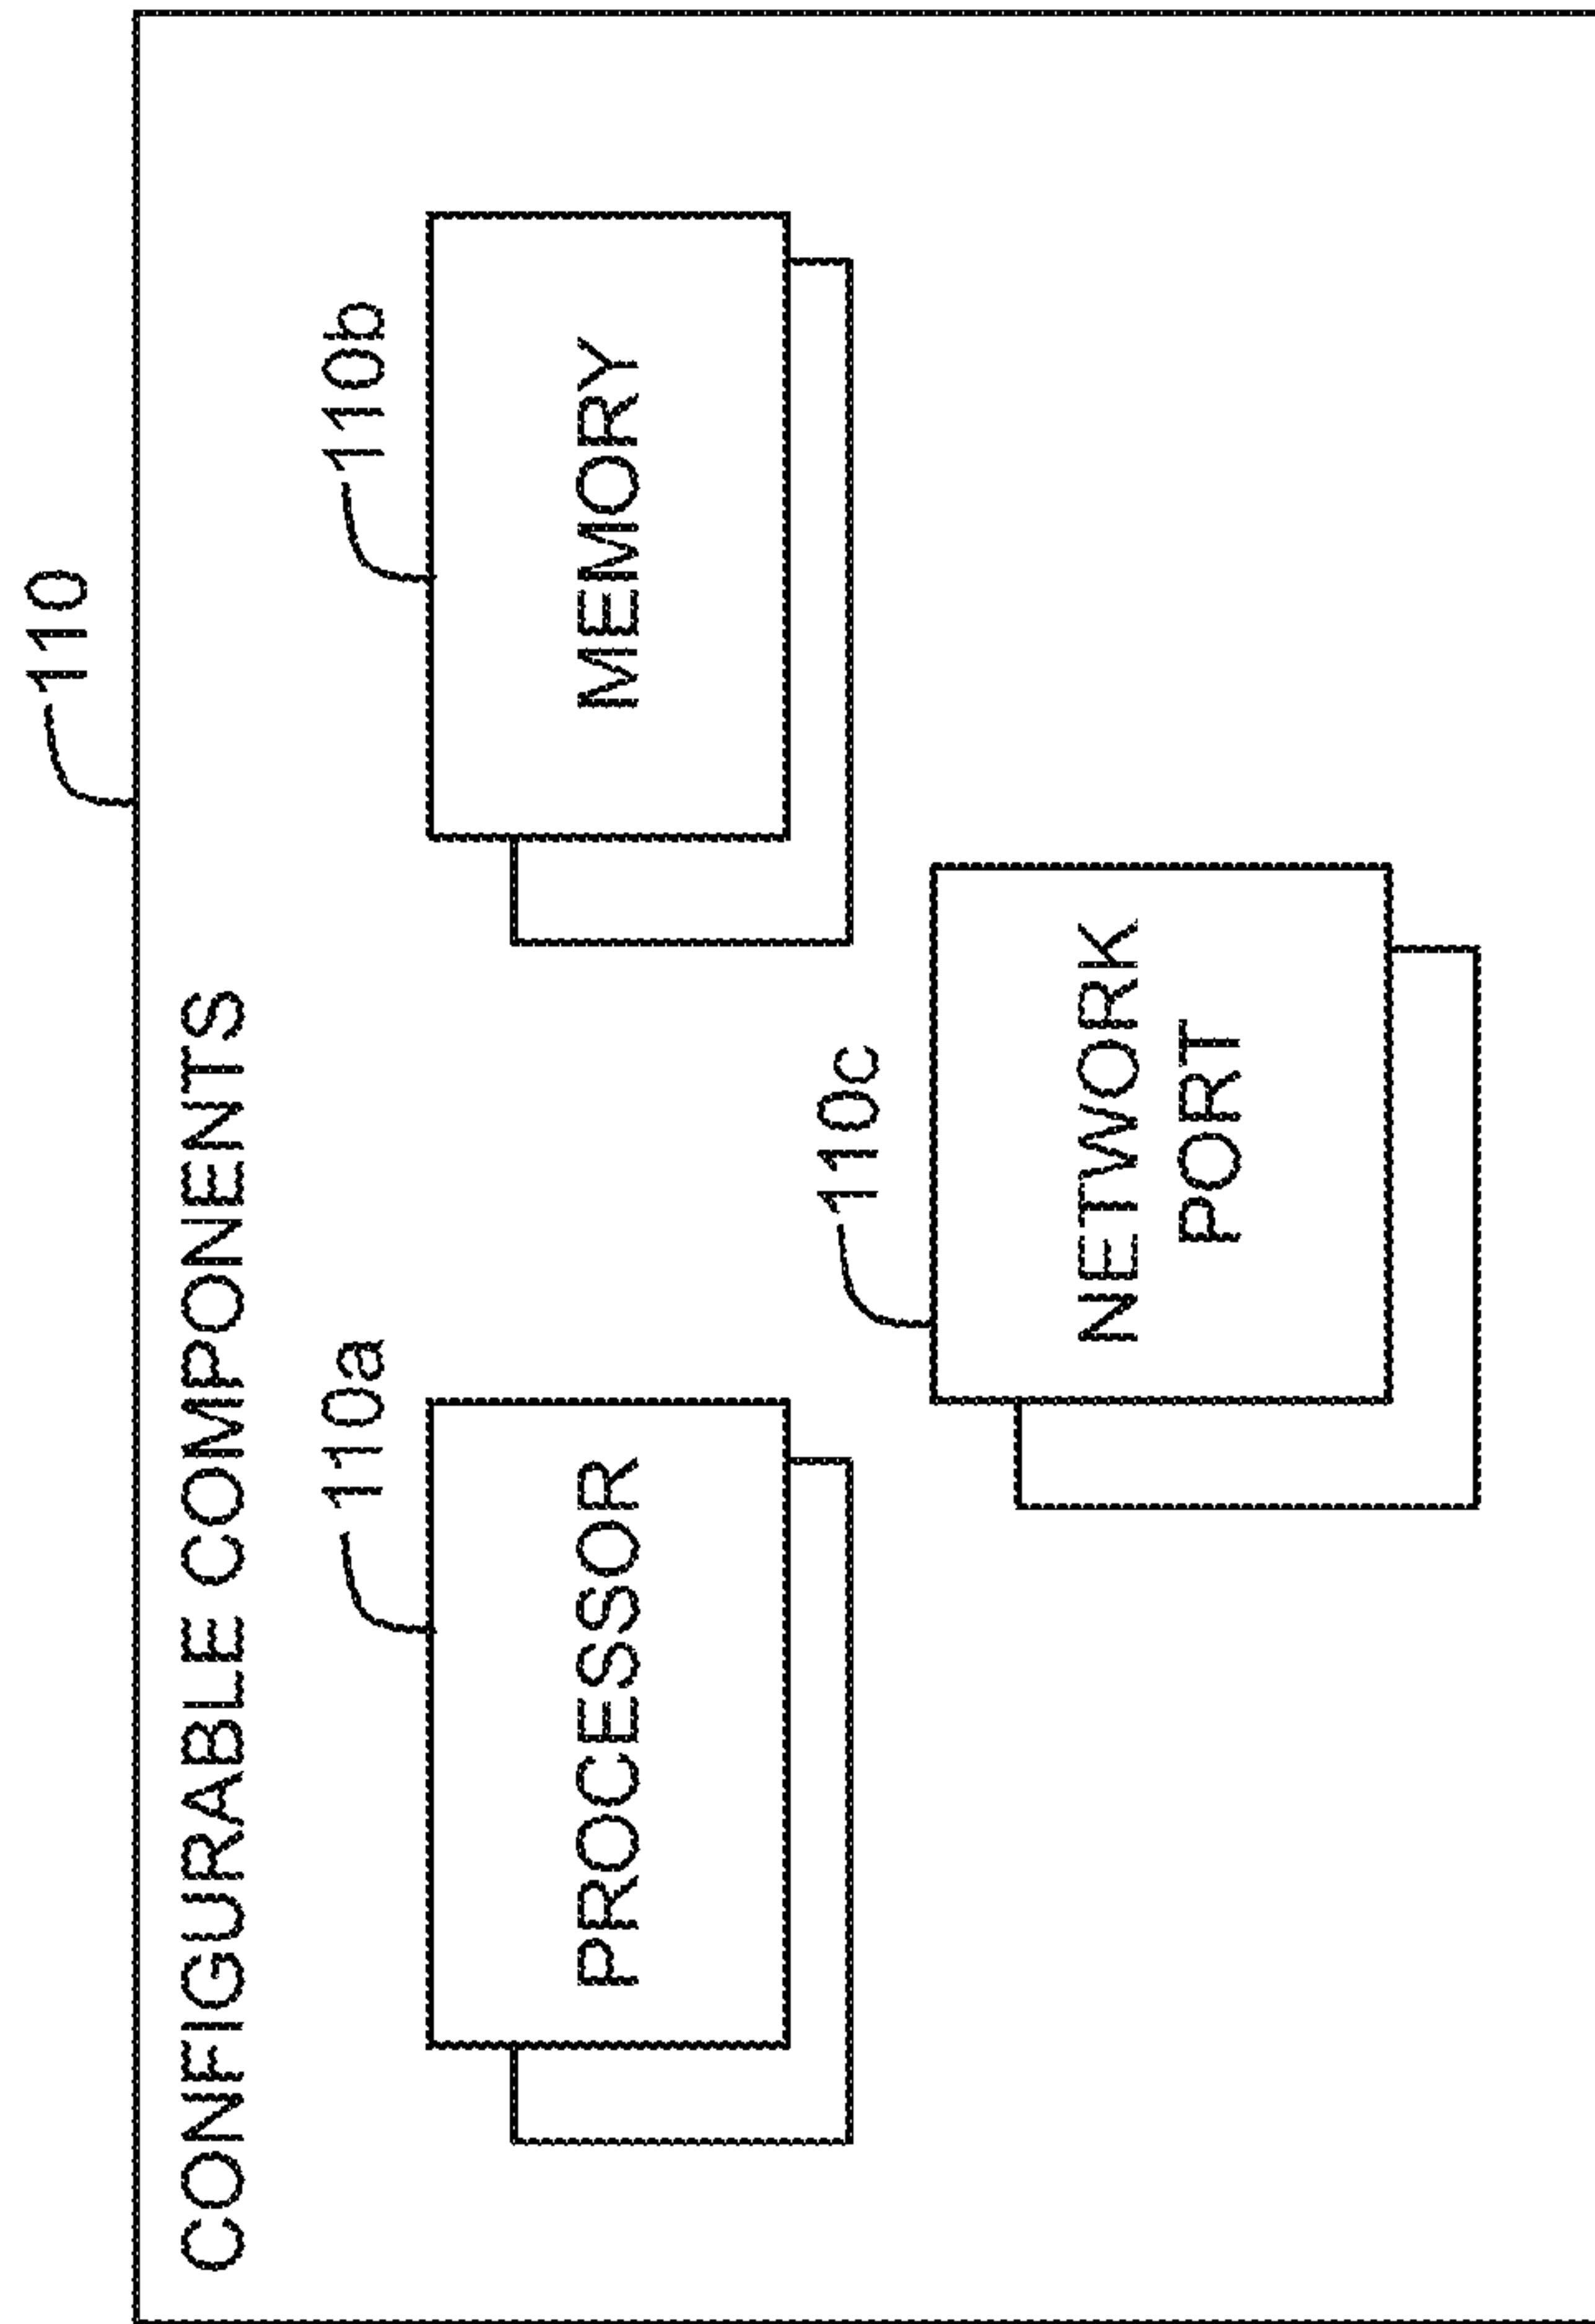 110
CONFIGURABLE COMPONENTS
110a
PROCESSOR
110b
MEMORY
110c
NETWORK
PORT